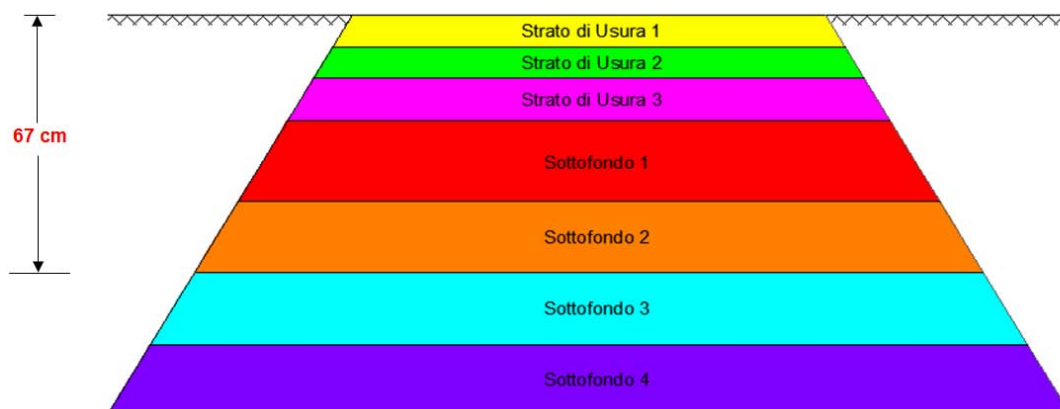 Strato di Usura 1
Strato di Usura 2
Strato di Usura 3
67 cm
Sottofondo 1
Sottofondo 2
Sottofondo 3
Sottofondo 4